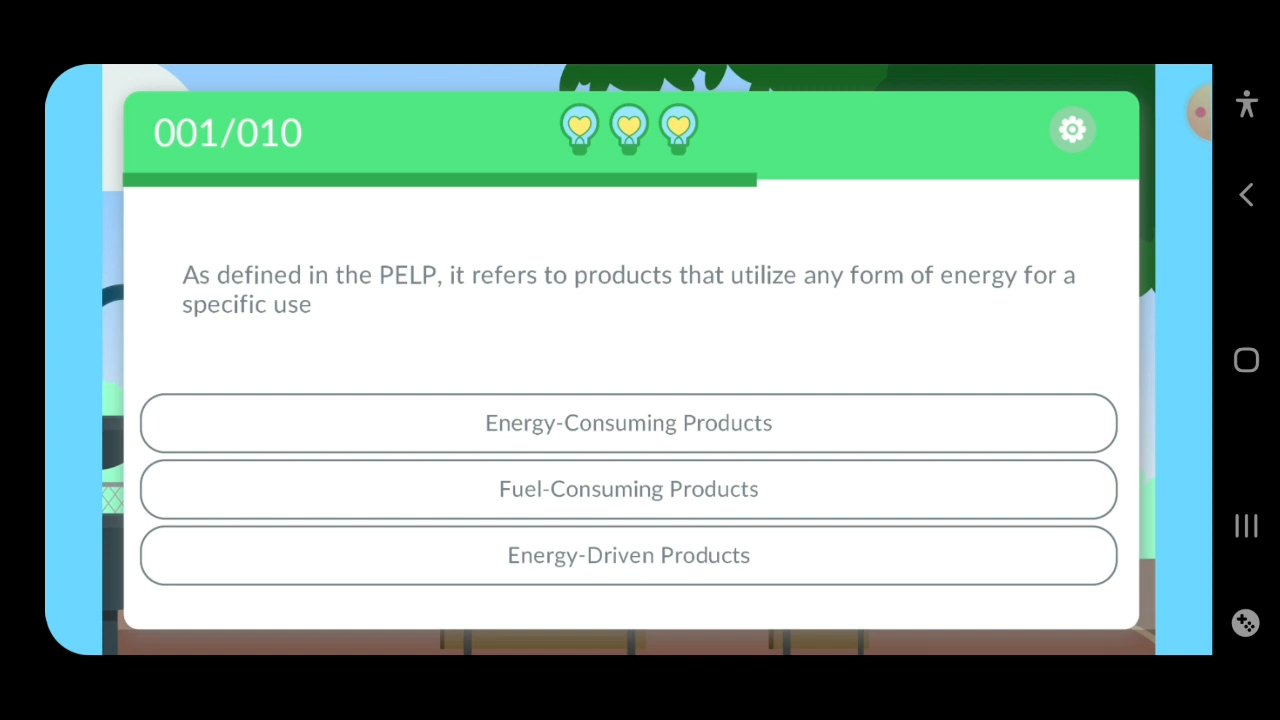 001/010
As defined in the PELP, it refers to products that utilize any form of energy for a
specific use
Energy-Consuming Products
Fuel-Consuming Products
Energy-Driven Products